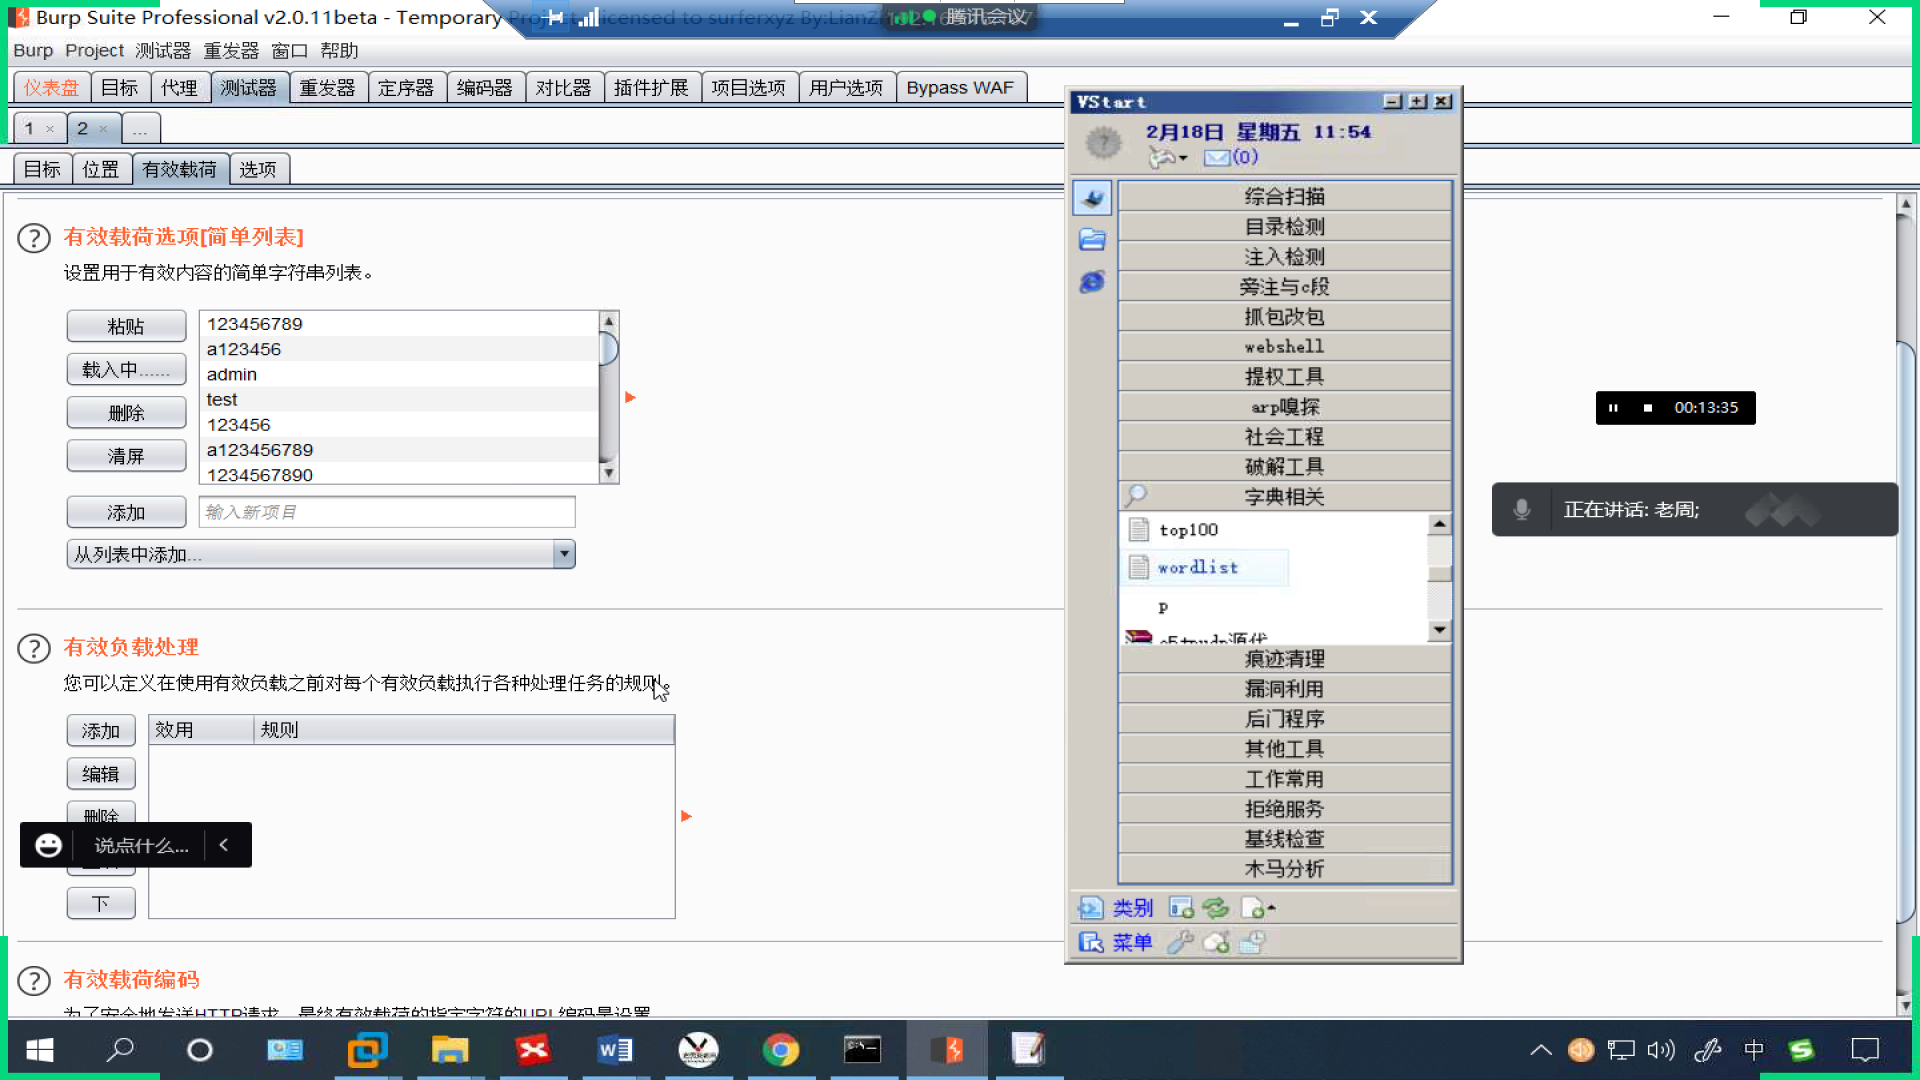 Burp Suite Professional v2.0.11beta - Temporary Project - licensed to surferxyz By:LianZ
腾讯会议
Burp Project 测试器 重发器 窗口 帮助
仪表盘 目标 代理 测试器 重发器 定序器 编码器 对比器 插件扩展 项目选项 用户选项 Bypass WAF
1 × 2 × ...
目标 位置 有效载荷 选项
有效载荷选项[简单列表]
设置用于有效内容的简单字符串列表。
粘贴
载入中......
删除
清屏
123456789
a123456
admin
test
123456
a123456789
1234567890
添加
输入新项目
从列表中添加...
有效负载处理
您可以定义在使用有效负载之前对每个有效负载执行各种处理任务的规则。
添加
编辑
删除
下
效用 规则
说点什么...
有效载荷编码
为了安全地发送HTTP请求，最终有效载荷的指定字符的URL编码是设置
VStart
2月18日 星期五 11:54
(0)
综合扫描
目录检测
注入检测
旁注与c段
抓包改包
webshell
提权工具
arp嗅探
社会工程
破解工具
字典相关
top100
wordlist
p
痕迹清理
漏洞利用
后门程序
其他工具
工作常用
拒绝服务
基线检查
木马分析
类别
菜单
00:13:35
正在讲话: 老周;
中